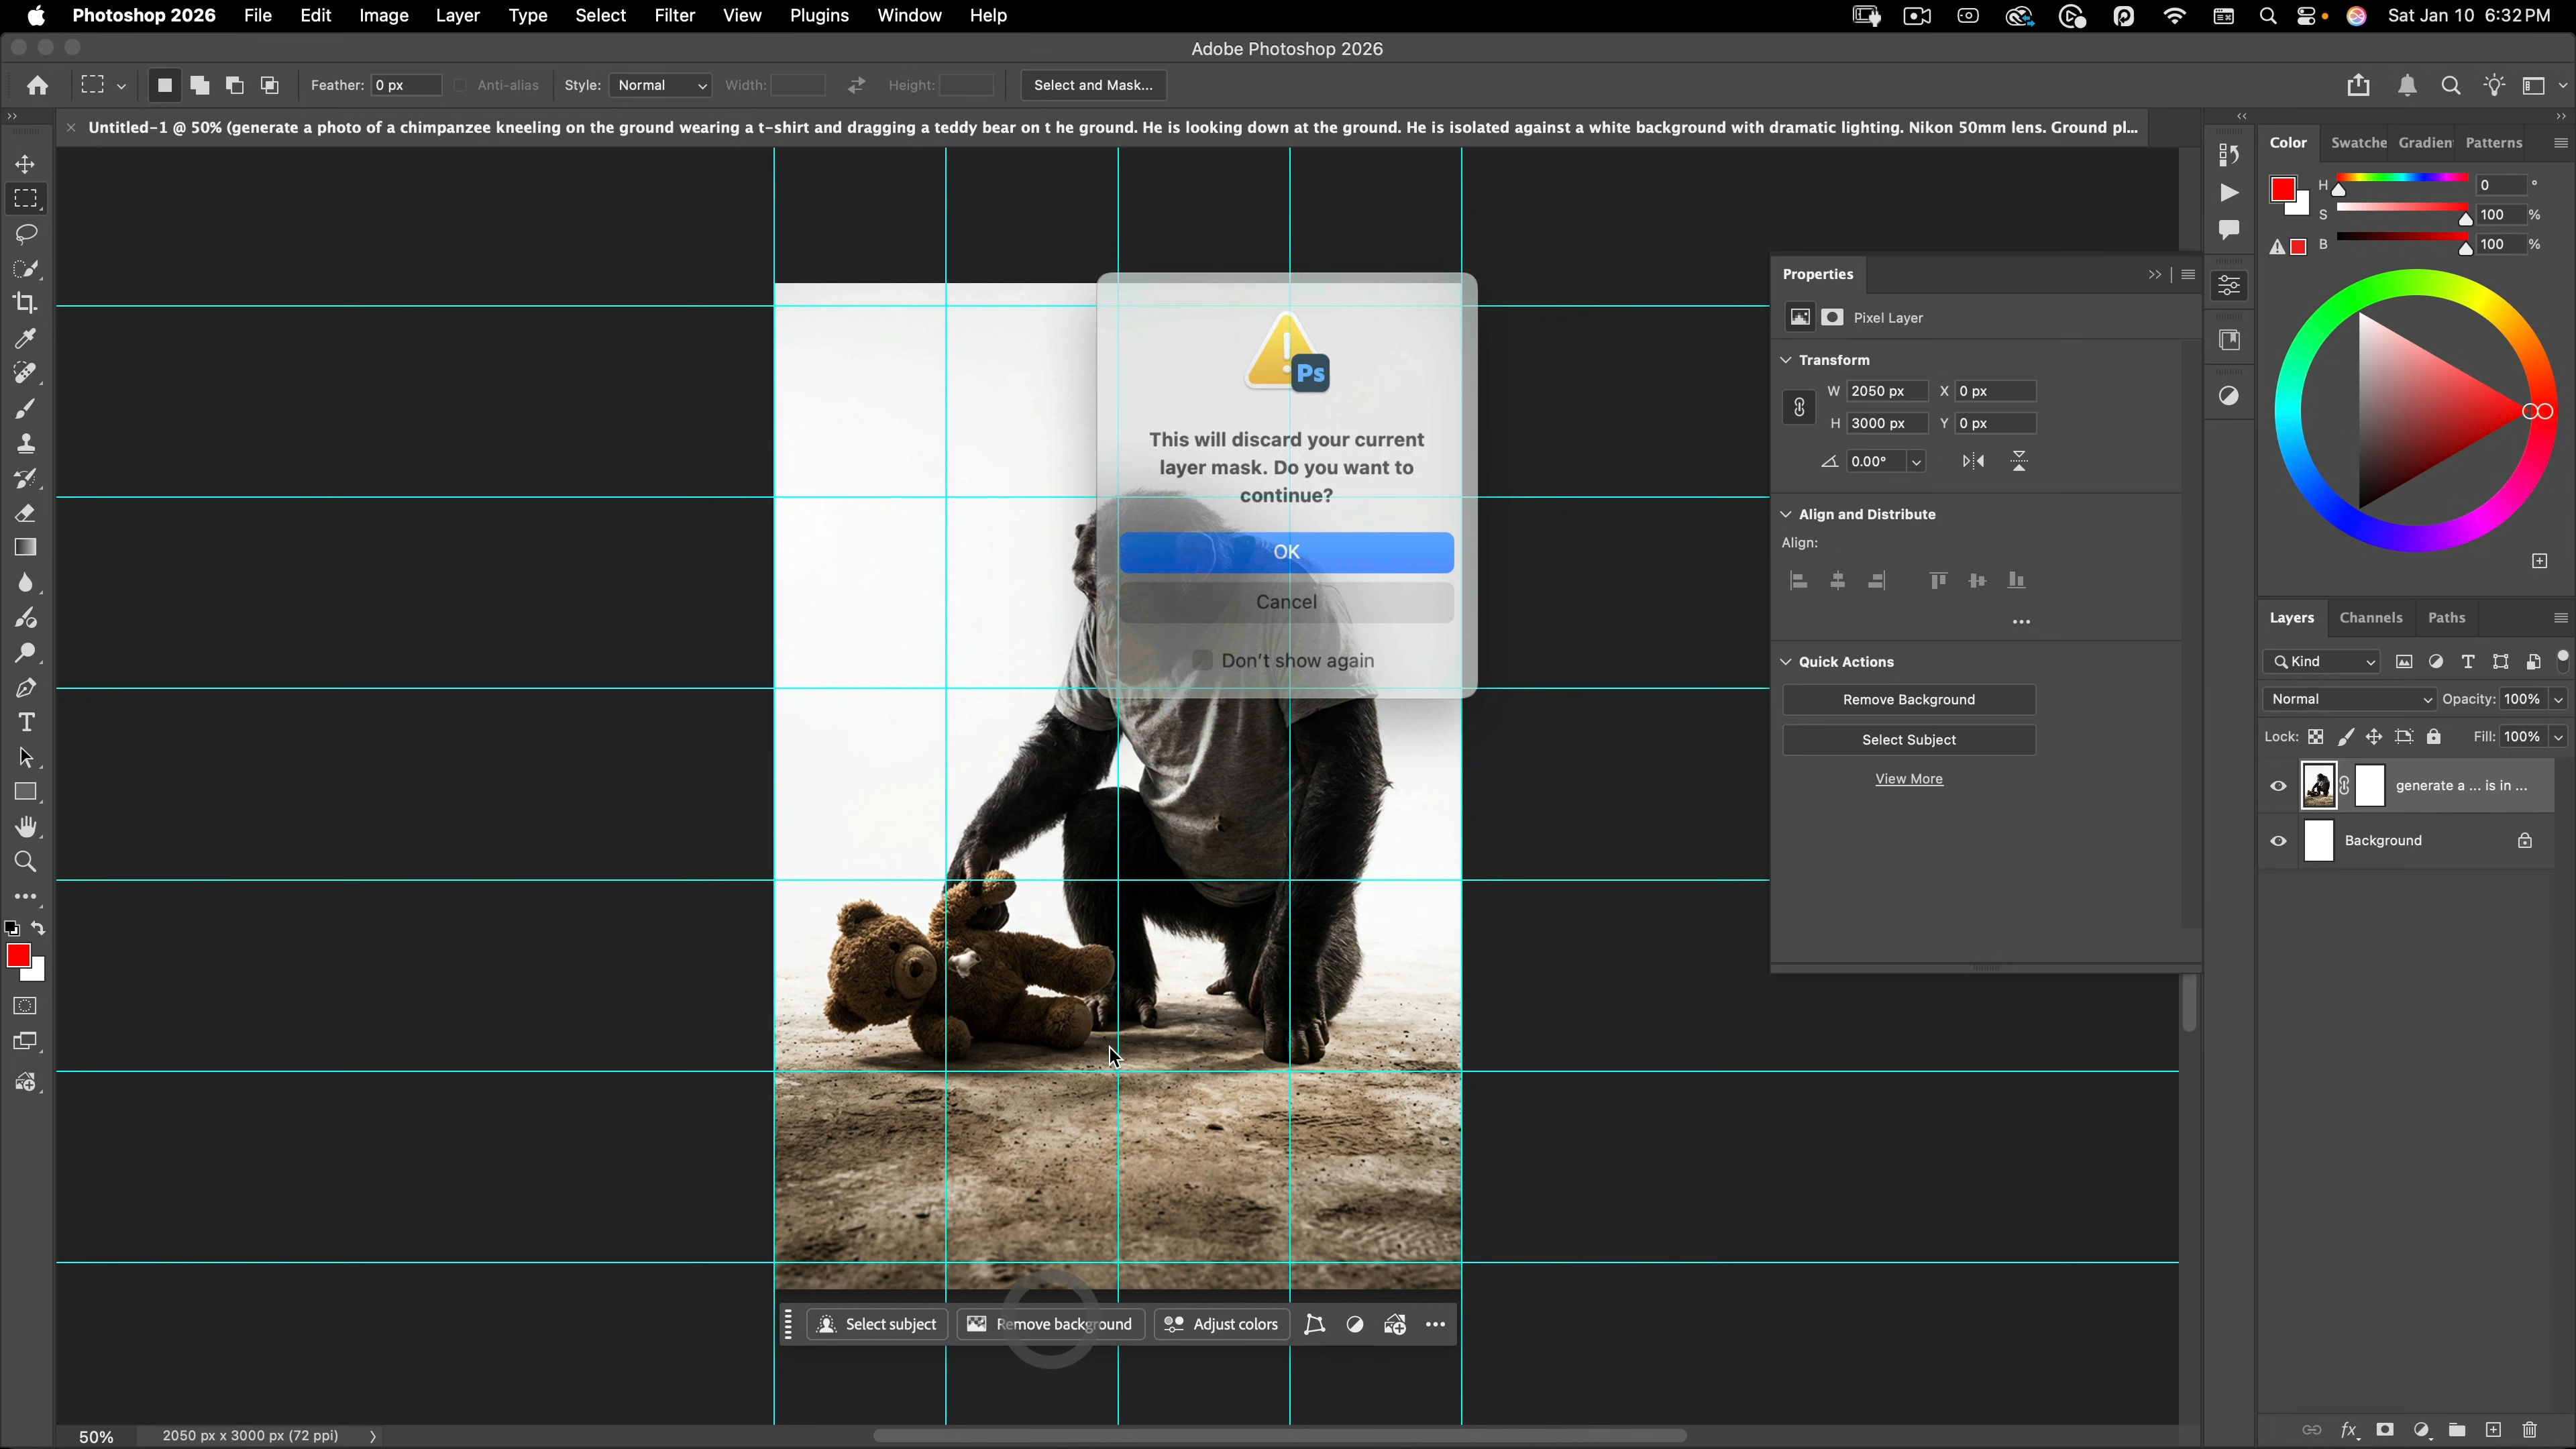 Photoshop 2026 File Edit Image Layer Type Select Filter View Plugins Window Help Sat Jan 10 6:32 PM
Adobe Photoshop 2026
Feather: 0 px Anti-alias Style: Normal Width: Height: Select and Mask...
Untitled-1 @ 50% (generate a photo of a chimpanzee kneeling on the ground wearing a t-shirt and dragging a teddy bear on t he ground. He is looking down at the ground. He is isolated against a white background with dramatic lighting. Nikon 50mm lens. Ground pl...
Color Swatche Gradien Patterns
H 0 °
S 100 %
B 100 %
Properties
Pixel Layer
Transform
W 2050 px X 0 px
H 3000 px Y 0 px
0.00°
Align and Distribute
Align:
Quick Actions
Remove Background
Select Subject
View More
Ps
This will discard your current
layer mask. Do you want to
continue?
OK
Cancel
Don't show again
Layers Channels Paths
Kind
Normal Opacity: 100%
Lock: Fill: 100%
generate a ... is in ...
Background
Select subject Remove background Adjust colors
50% 2050 px x 3000 px (72 ppi)
fx